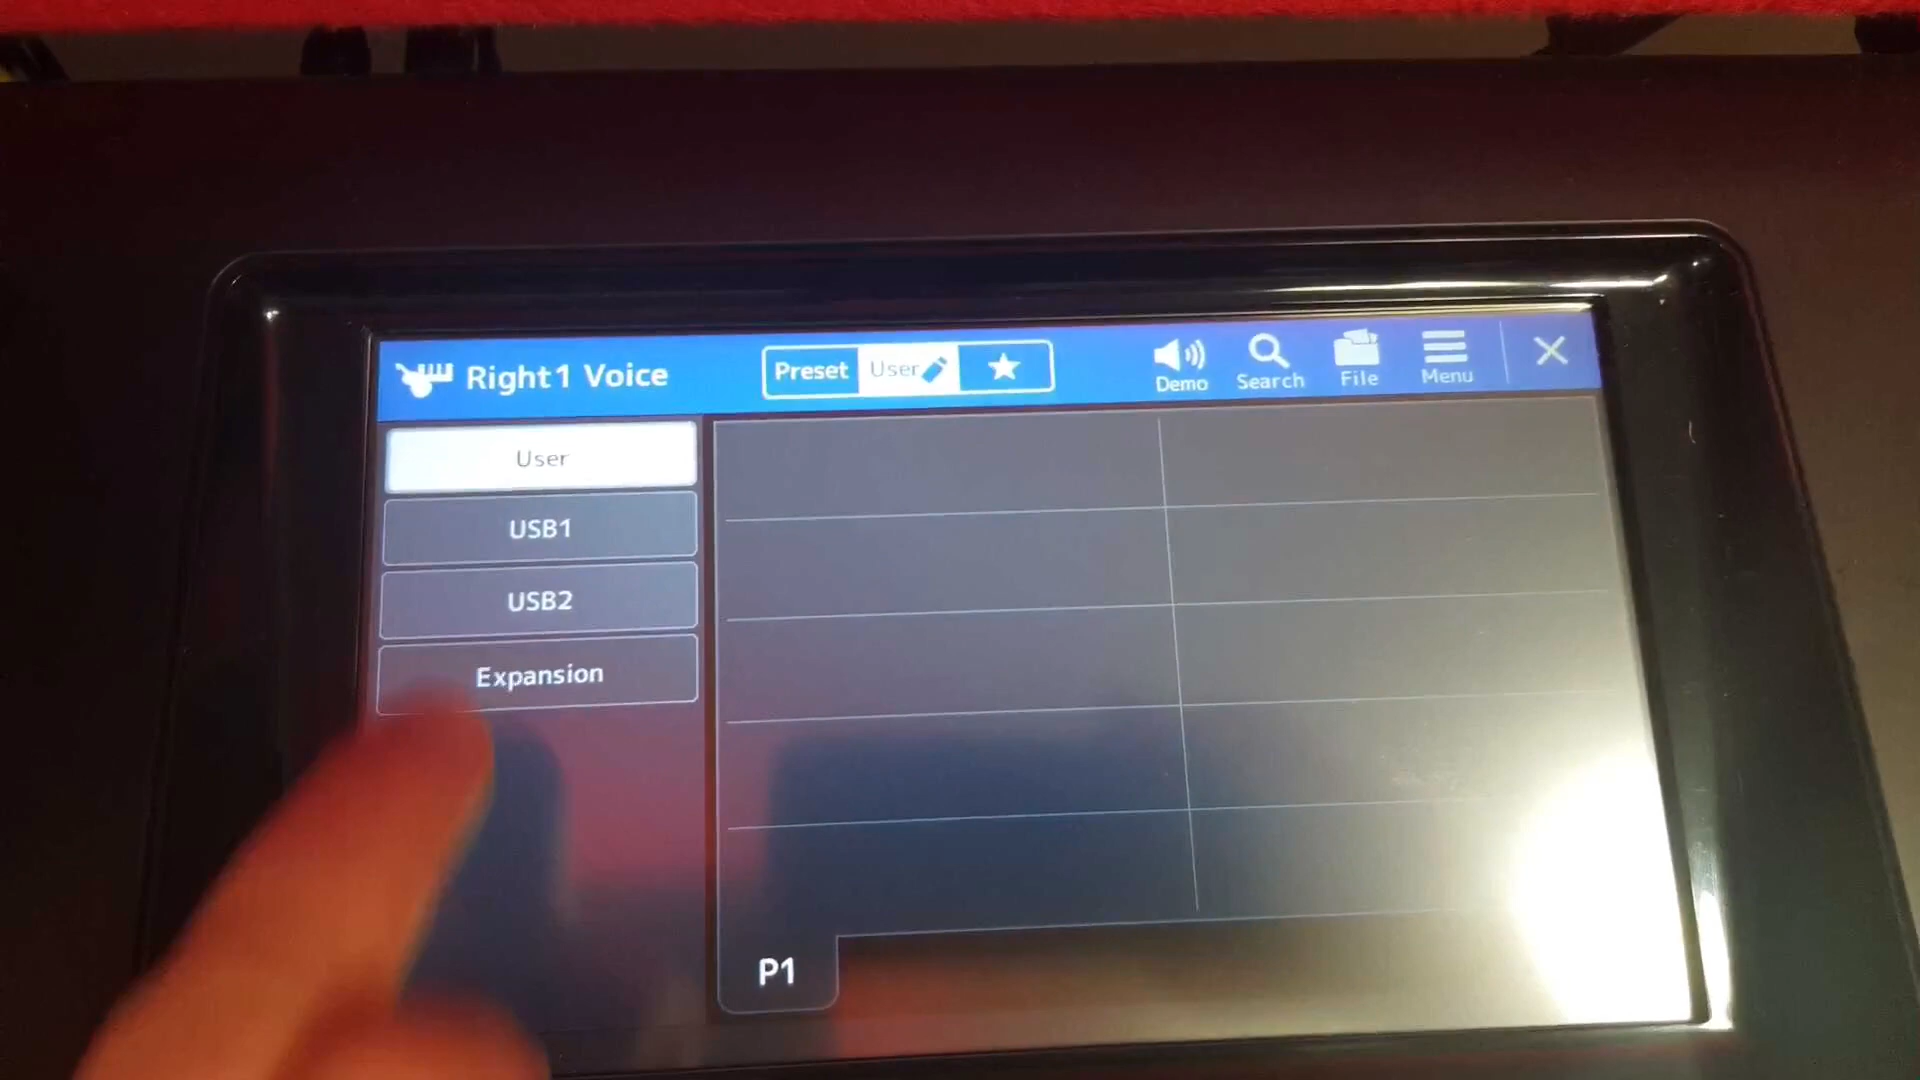 Right1 Voice
Preset User
Demo Search File Menu
User
USB1
USB2
Expansion
P1